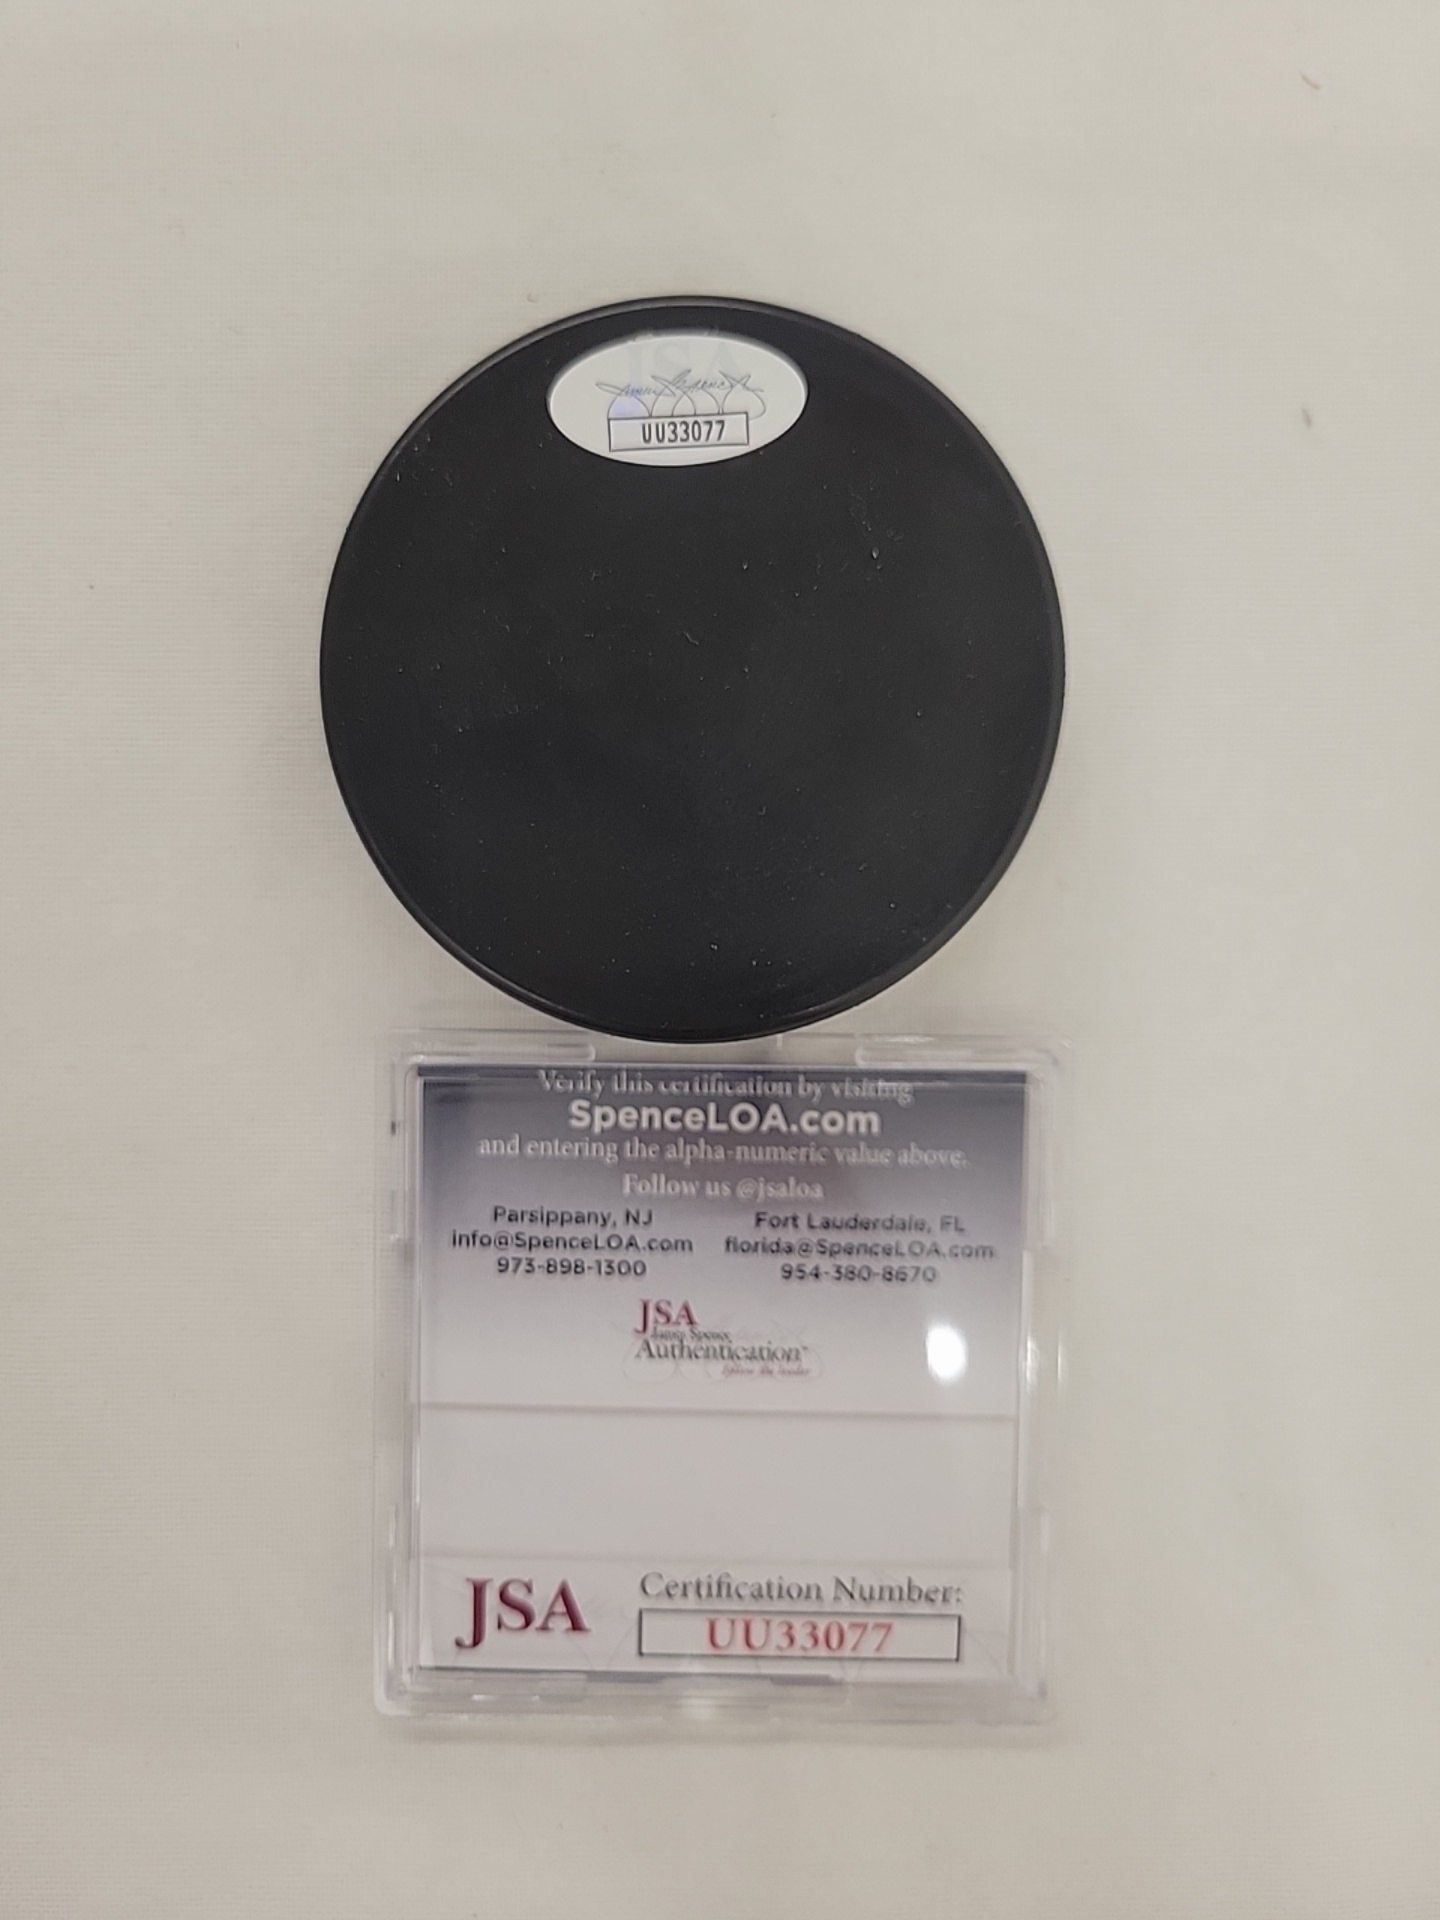 JSA
UU33077
Verify this certification by visiting
SpenceLOA.com
and entering the alpha-numeric value above.
Follow us @jsaloa
Parsippany, NJ
info@SpenceLOA.com
973-898-1300
Fort Lauderdale, FL
florida@SpenceLOA.com
954-380-8670
JSA
James Spence
Authentication
JSA
Certification Number:
UU33077